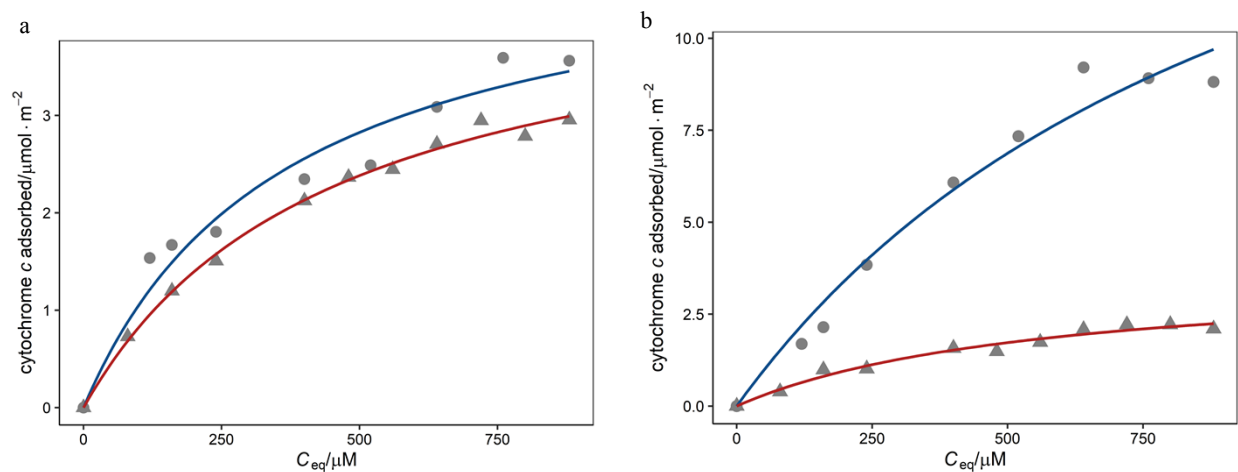 a
cytochrome c adsorbed/μmol · m⁻²
3
2
1
0
0 250 500 750
Ceq/μM
b
cytochrome c adsorbed/μmol · m⁻²
10.0
7.5
5.0
2.5
0.0
0 250 500 750
Ceq/μM